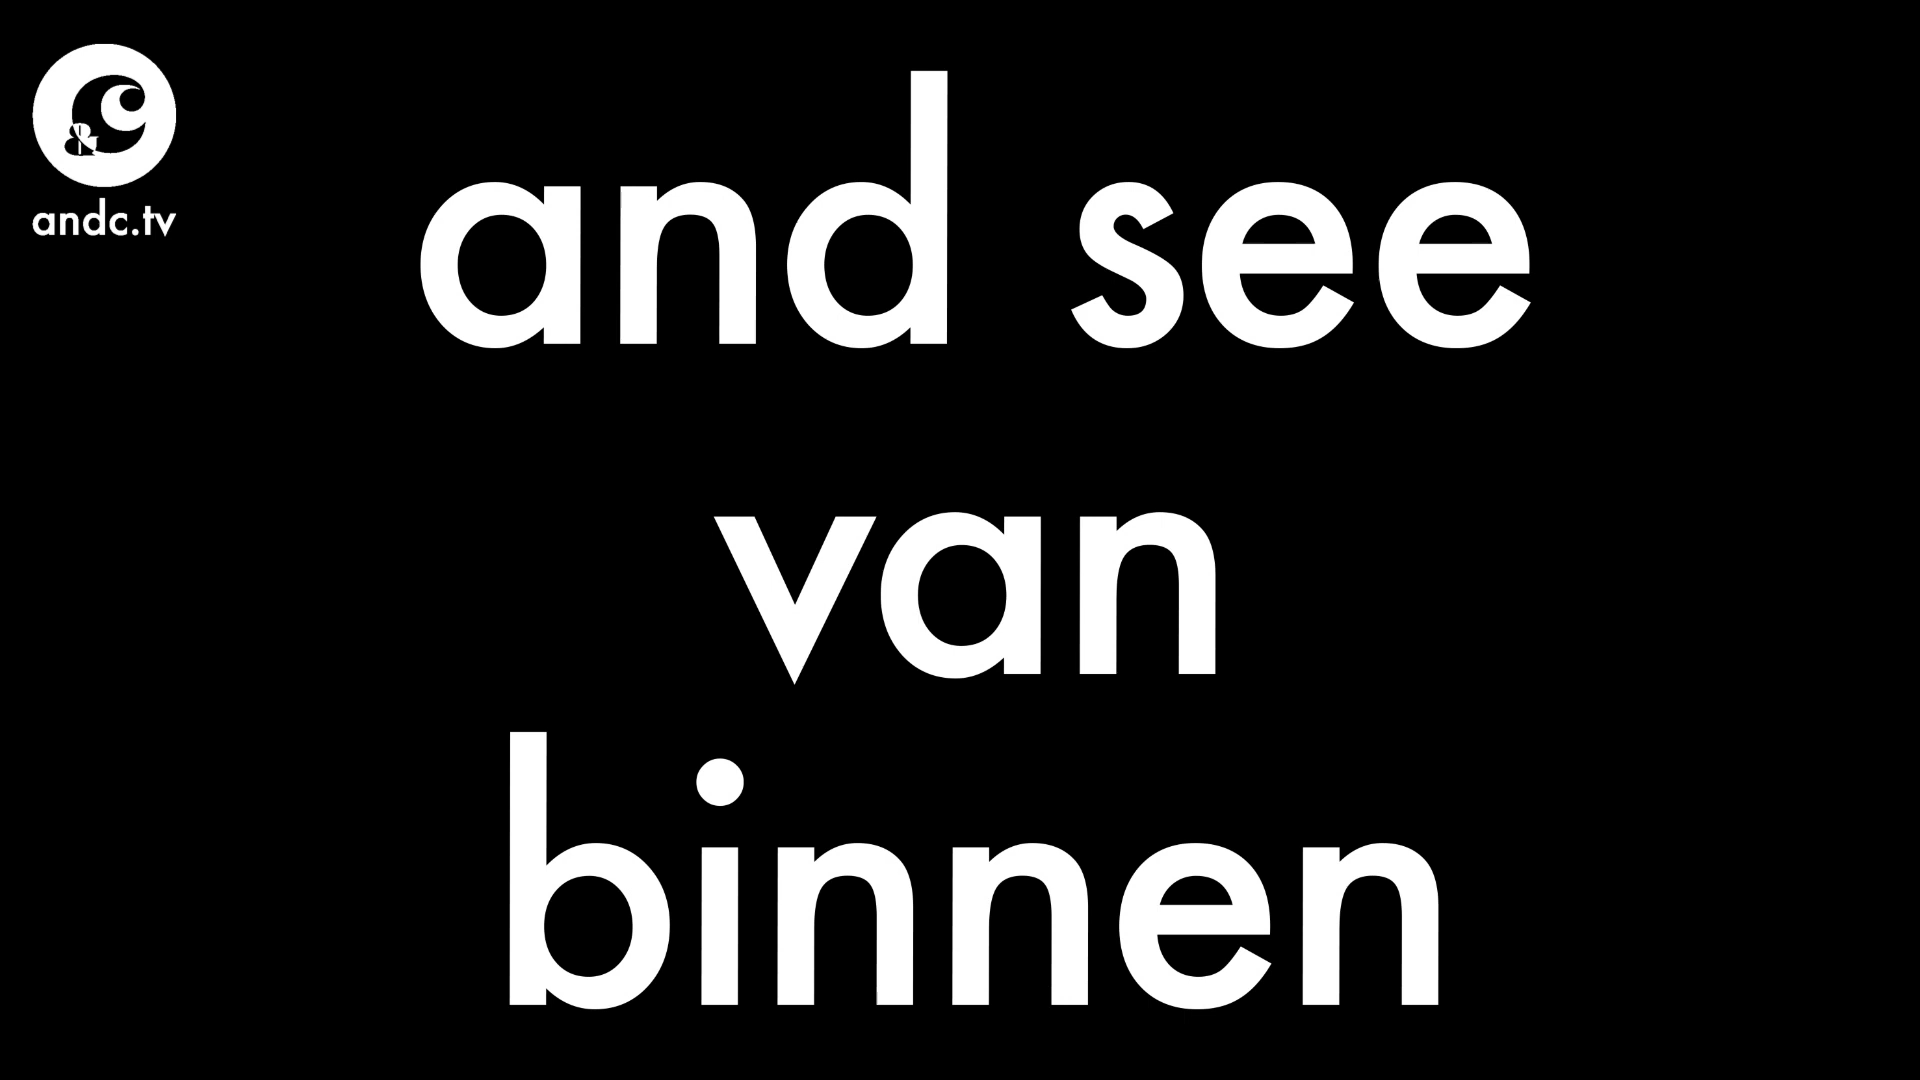 &c
andc.tv
and see
van
binnen